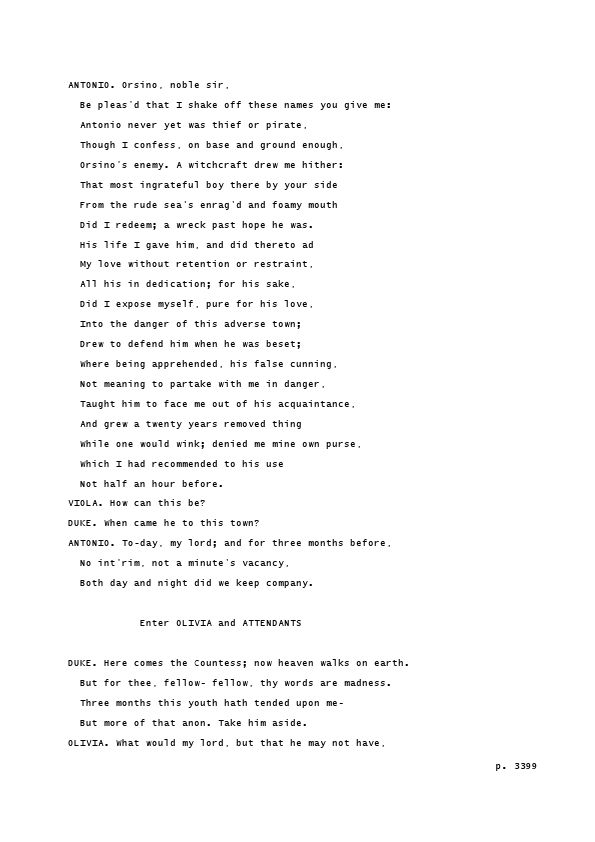 ANTONIO. Orsino, noble sir,
Be pleas'd that I shake off these names you give me:
Antonio never yet was thief or pirate,
Though I confess, on base and ground enough,
Orsino's enemy. A witchcraft drew me hither:
That most ingrateful boy there by your side
From the rude sea's enrag'd and foamy mouth
Did I redeem; a wreck past hope he was.
His life I gave him, and did thereto ad
My love without retention or restraint,
All his in dedication; for his sake,
Did I expose myself, pure for his love,
Into the danger of this adverse town;
Drew to defend him when he was beset;
Where being apprehended, his false cunning,
Not meaning to partake with me in danger,
Taught him to face me out of his acquaintance,
And grew a twenty years removed thing
While one would wink; denied me mine own purse,
Which I had recommended to his use
Not half an hour before.
VIOLA. How can this be?
DUKE. When came he to this town?
ANTONIO. To-day, my lord; and for three months before,
No int'rim, not a minute's vacancy,
Both day and night did we keep company.
Enter OLIVIA and ATTENDANTS
DUKE. Here comes the Countess; now heaven walks on earth.
But for thee, fellow- fellow, thy words are madness.
Three months this youth hath tended upon me-
But more of that anon. Take him aside.
OLIVIA. What would my lord, but that he may not have,
p. 3399